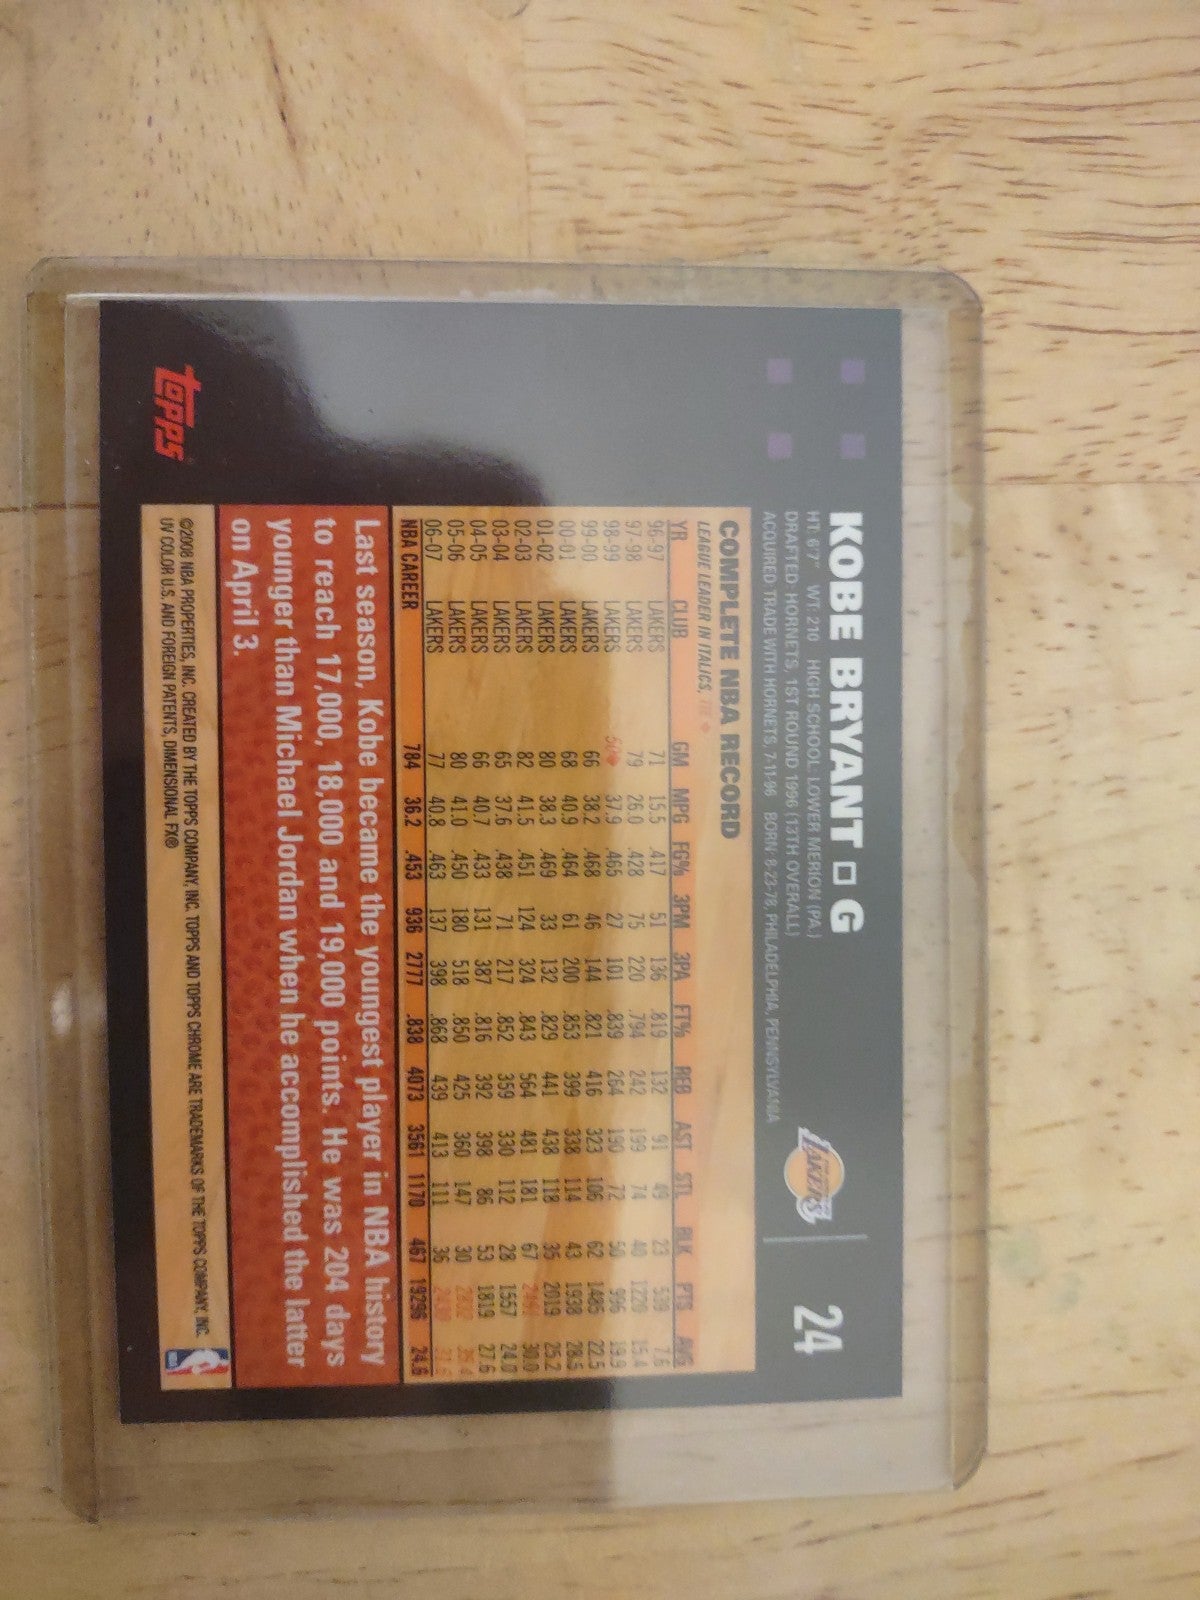 KOBE BRYANT □ G
24
LAKERS
HT: 6'7" WT: 210 HIGH SCHOOL: LOWER MERION (PA.)
DRAFTED: HORNETS, 1ST ROUND 1996 (13TH OVERALL)
ACQUIRED: TRADE WITH HORNETS, 7-11-96 BORN: 8-23-78, PHILADELPHIA, PENNSYLVANIA
COMPLETE NBA RECORD
LEAGUE LEADER IN ITALICS, TIE ♦
YR CLUB GM MPG FG% 3PM 3PA FT% REB AST STL BLK PTS AVG
96-97 LAKERS 71 15.5 .417 51 136 .819 132 91 49 23 539 7.6
97-98 LAKERS 79 26.0 .428 75 220 .794 242 199 74 40 1220 15.4
98-99 LAKERS 50♦ 37.9 .465 27 101 .839 264 190 72 50 996 19.9
99-00 LAKERS 66 38.2 .468 46 144 .821 416 323 106 62 1485 22.5
00-01 LAKERS 68 40.9 .464 61 200 .853 399 338 114 43 1938 28.5
01-02 LAKERS 80 38.3 .469 33 132 .829 441 438 118 35 2019 25.2
02-03 LAKERS 82 41.5 .451 124 324 .843 564 481 181 67 2461 30.0
03-04 LAKERS 65 37.6 .438 71 217 .852 359 330 112 28 1557 24.0
04-05 LAKERS 66 40.7 .433 131 387 .816 392 398 86 53 1819 27.6
05-06 LAKERS 80 41.0 .450 180 518 .850 425 360 147 30 2832 35.4
06-07 LAKERS 77 40.8 .463 137 398 .868 439 413 111 36 2430 31.6
NBA CAREER 784 36.2 .453 936 2777 .838 4073 3561 1170 467 19296 24.6
Last season, Kobe became the youngest player in NBA history
to reach 17,000, 18,000 and 19,000 points. He was 204 days
younger than Michael Jordan when he accomplished the latter
on April 3.
topps
©2008 NBA PROPERTIES, INC. CREATED BY THE TOPPS COMPANY, INC. TOPPS AND TOPPS CHROME ARE TRADEMARKS OF THE TOPPS COMPANY, INC.
UV COLOR U.S. AND FOREIGN PATENTS, DIMENSIONAL FX®